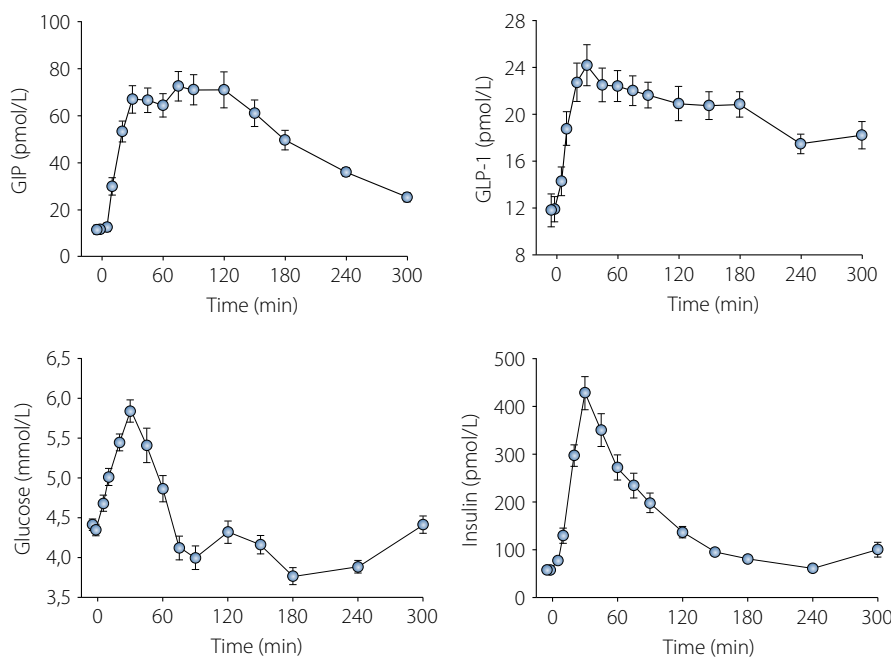 GIP (pmol/L)
100
80
60
40
20
0
0 60 120 180 240 300
Time (min)
GLP-1 (pmol/L)
28
24
20
16
12
8
0 60 120 180 240 300
Time (min)
Glucose (mmol/L)
6,5
6,0
5,5
5,0
4,5
4,0
3,5
0 60 120 180 240 300
Time (min)
Insulin (pmol/L)
500
400
300
200
100
0
0 60 120 180 240 300
Time (min)